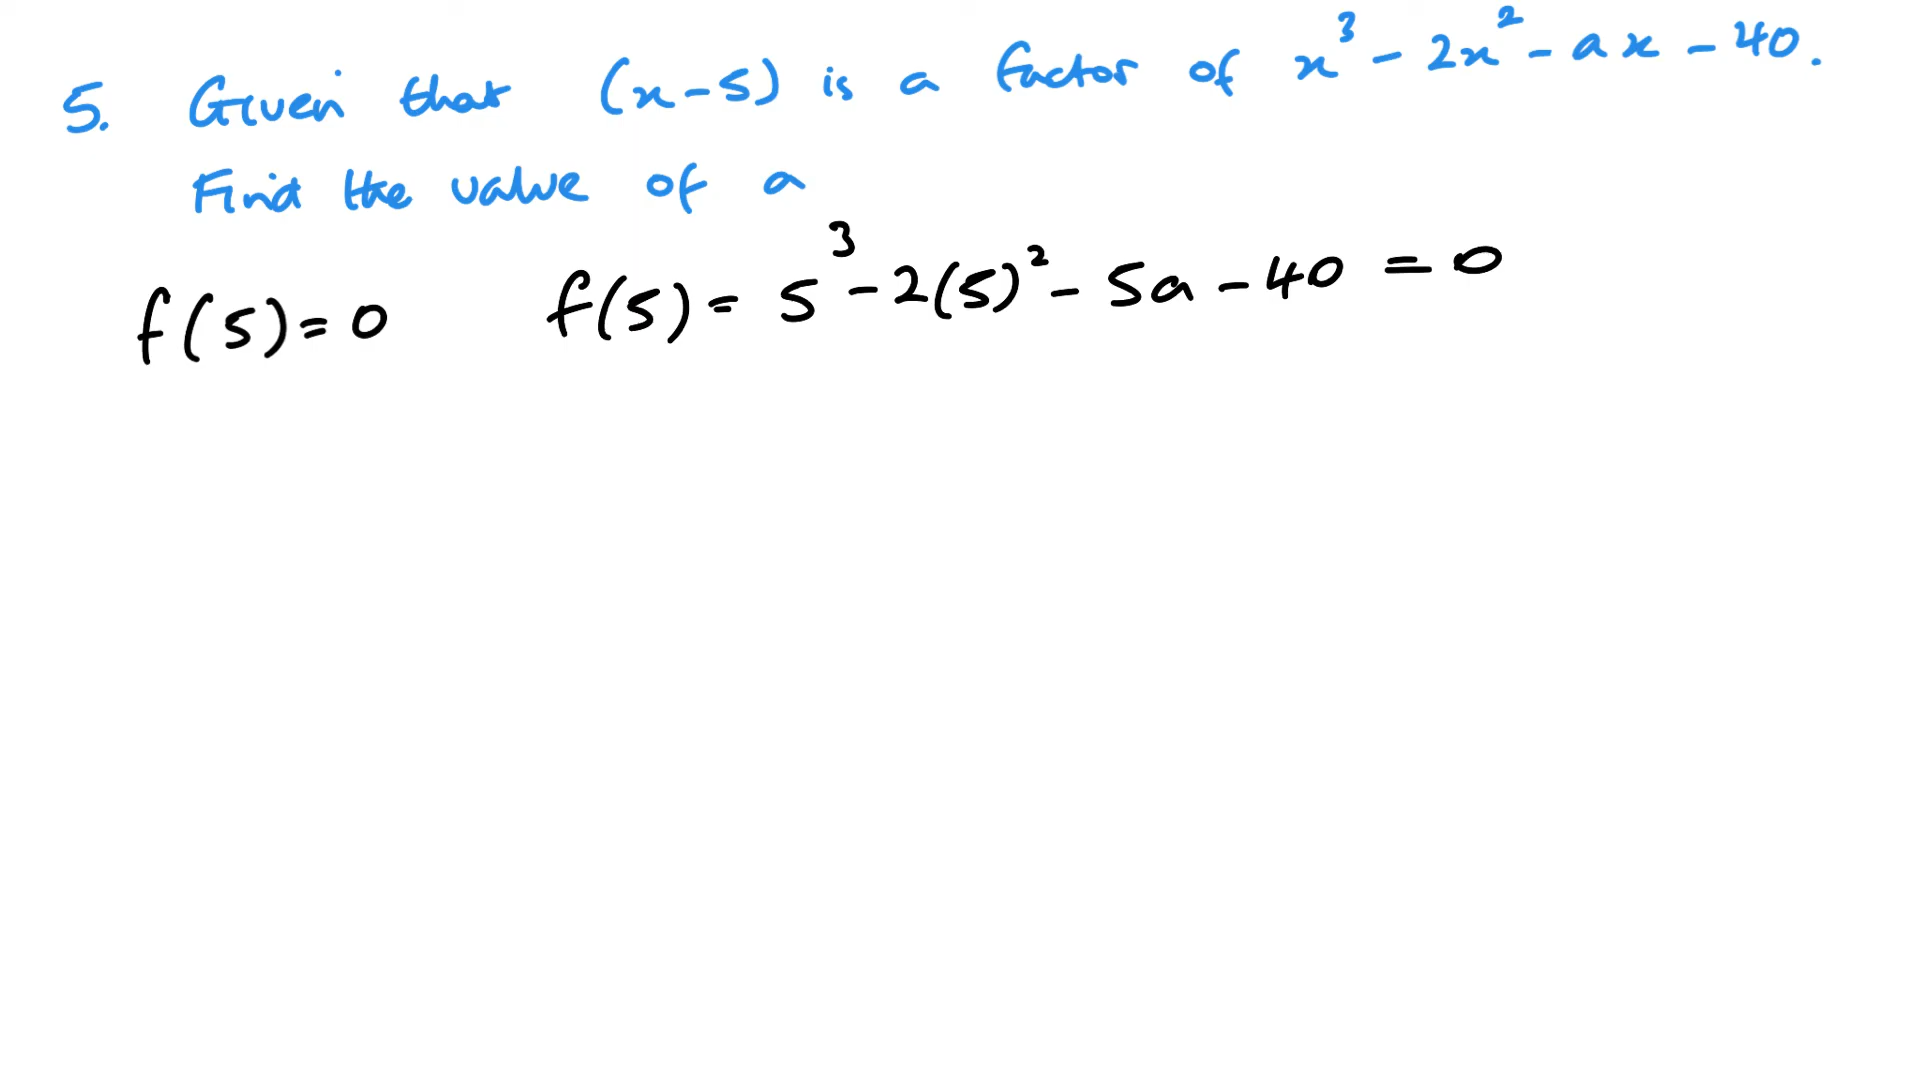 5. Given that (x-5) is a factor of x³ - 2x² - ax - 40.
Find the value of a
f(5) = 0 f(5) = 5³ - 2(5)² - 5a - 40 = 0